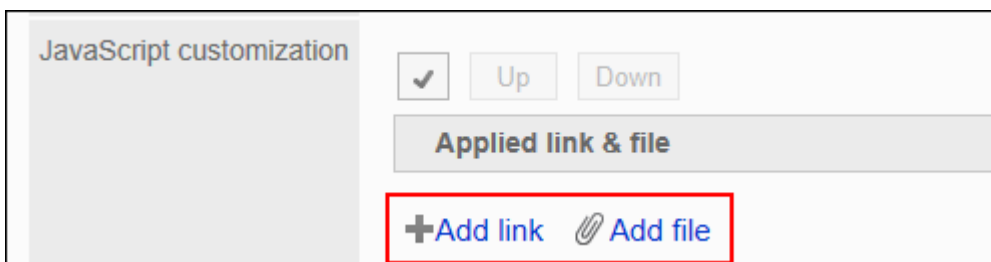 JavaScript customization
Up Down
Applied link & file
Add link Add file